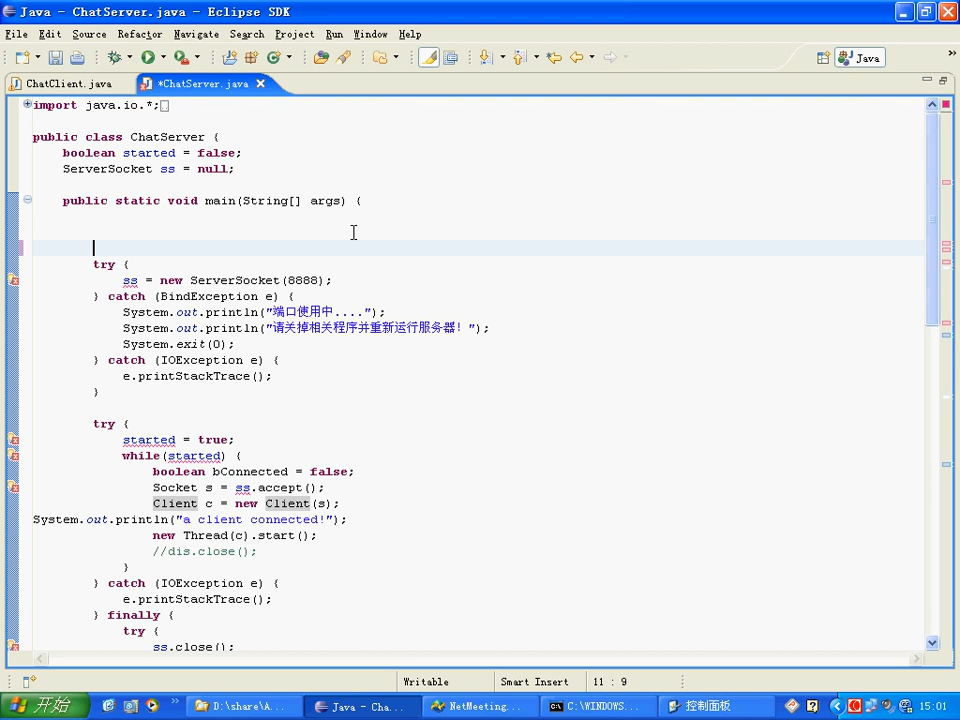 Java - ChatServer.java - Eclipse SDK
File Edit Source Refactor Navigate Search Project Run Window Help
Java
ChatClient.java *ChatServer.java
import java.io.*;
public class ChatServer {
boolean started = false;
ServerSocket ss = null;
public static void main(String[] args) {
try {
ss = new ServerSocket(8888);
} catch (BindException e) {
System.out.println("端口使用中....");
System.out.println("请关掉相关程序并重新运行服务器！");
System.exit(0);
} catch (IOException e) {
e.printStackTrace();
}
try {
started = true;
while(started) {
boolean bConnected = false;
Socket s = ss.accept();
Client c = new Client(s);
System.out.println("a client connected!");
new Thread(c).start();
//dis.close();
}
} catch (IOException e) {
e.printStackTrace();
} finally {
try {
ss.close();
Writable Smart Insert 11 : 9
开始 D:\share\A... Java - Cha... NetMeeting... C:\WINDOWS... 控制面板 15:01